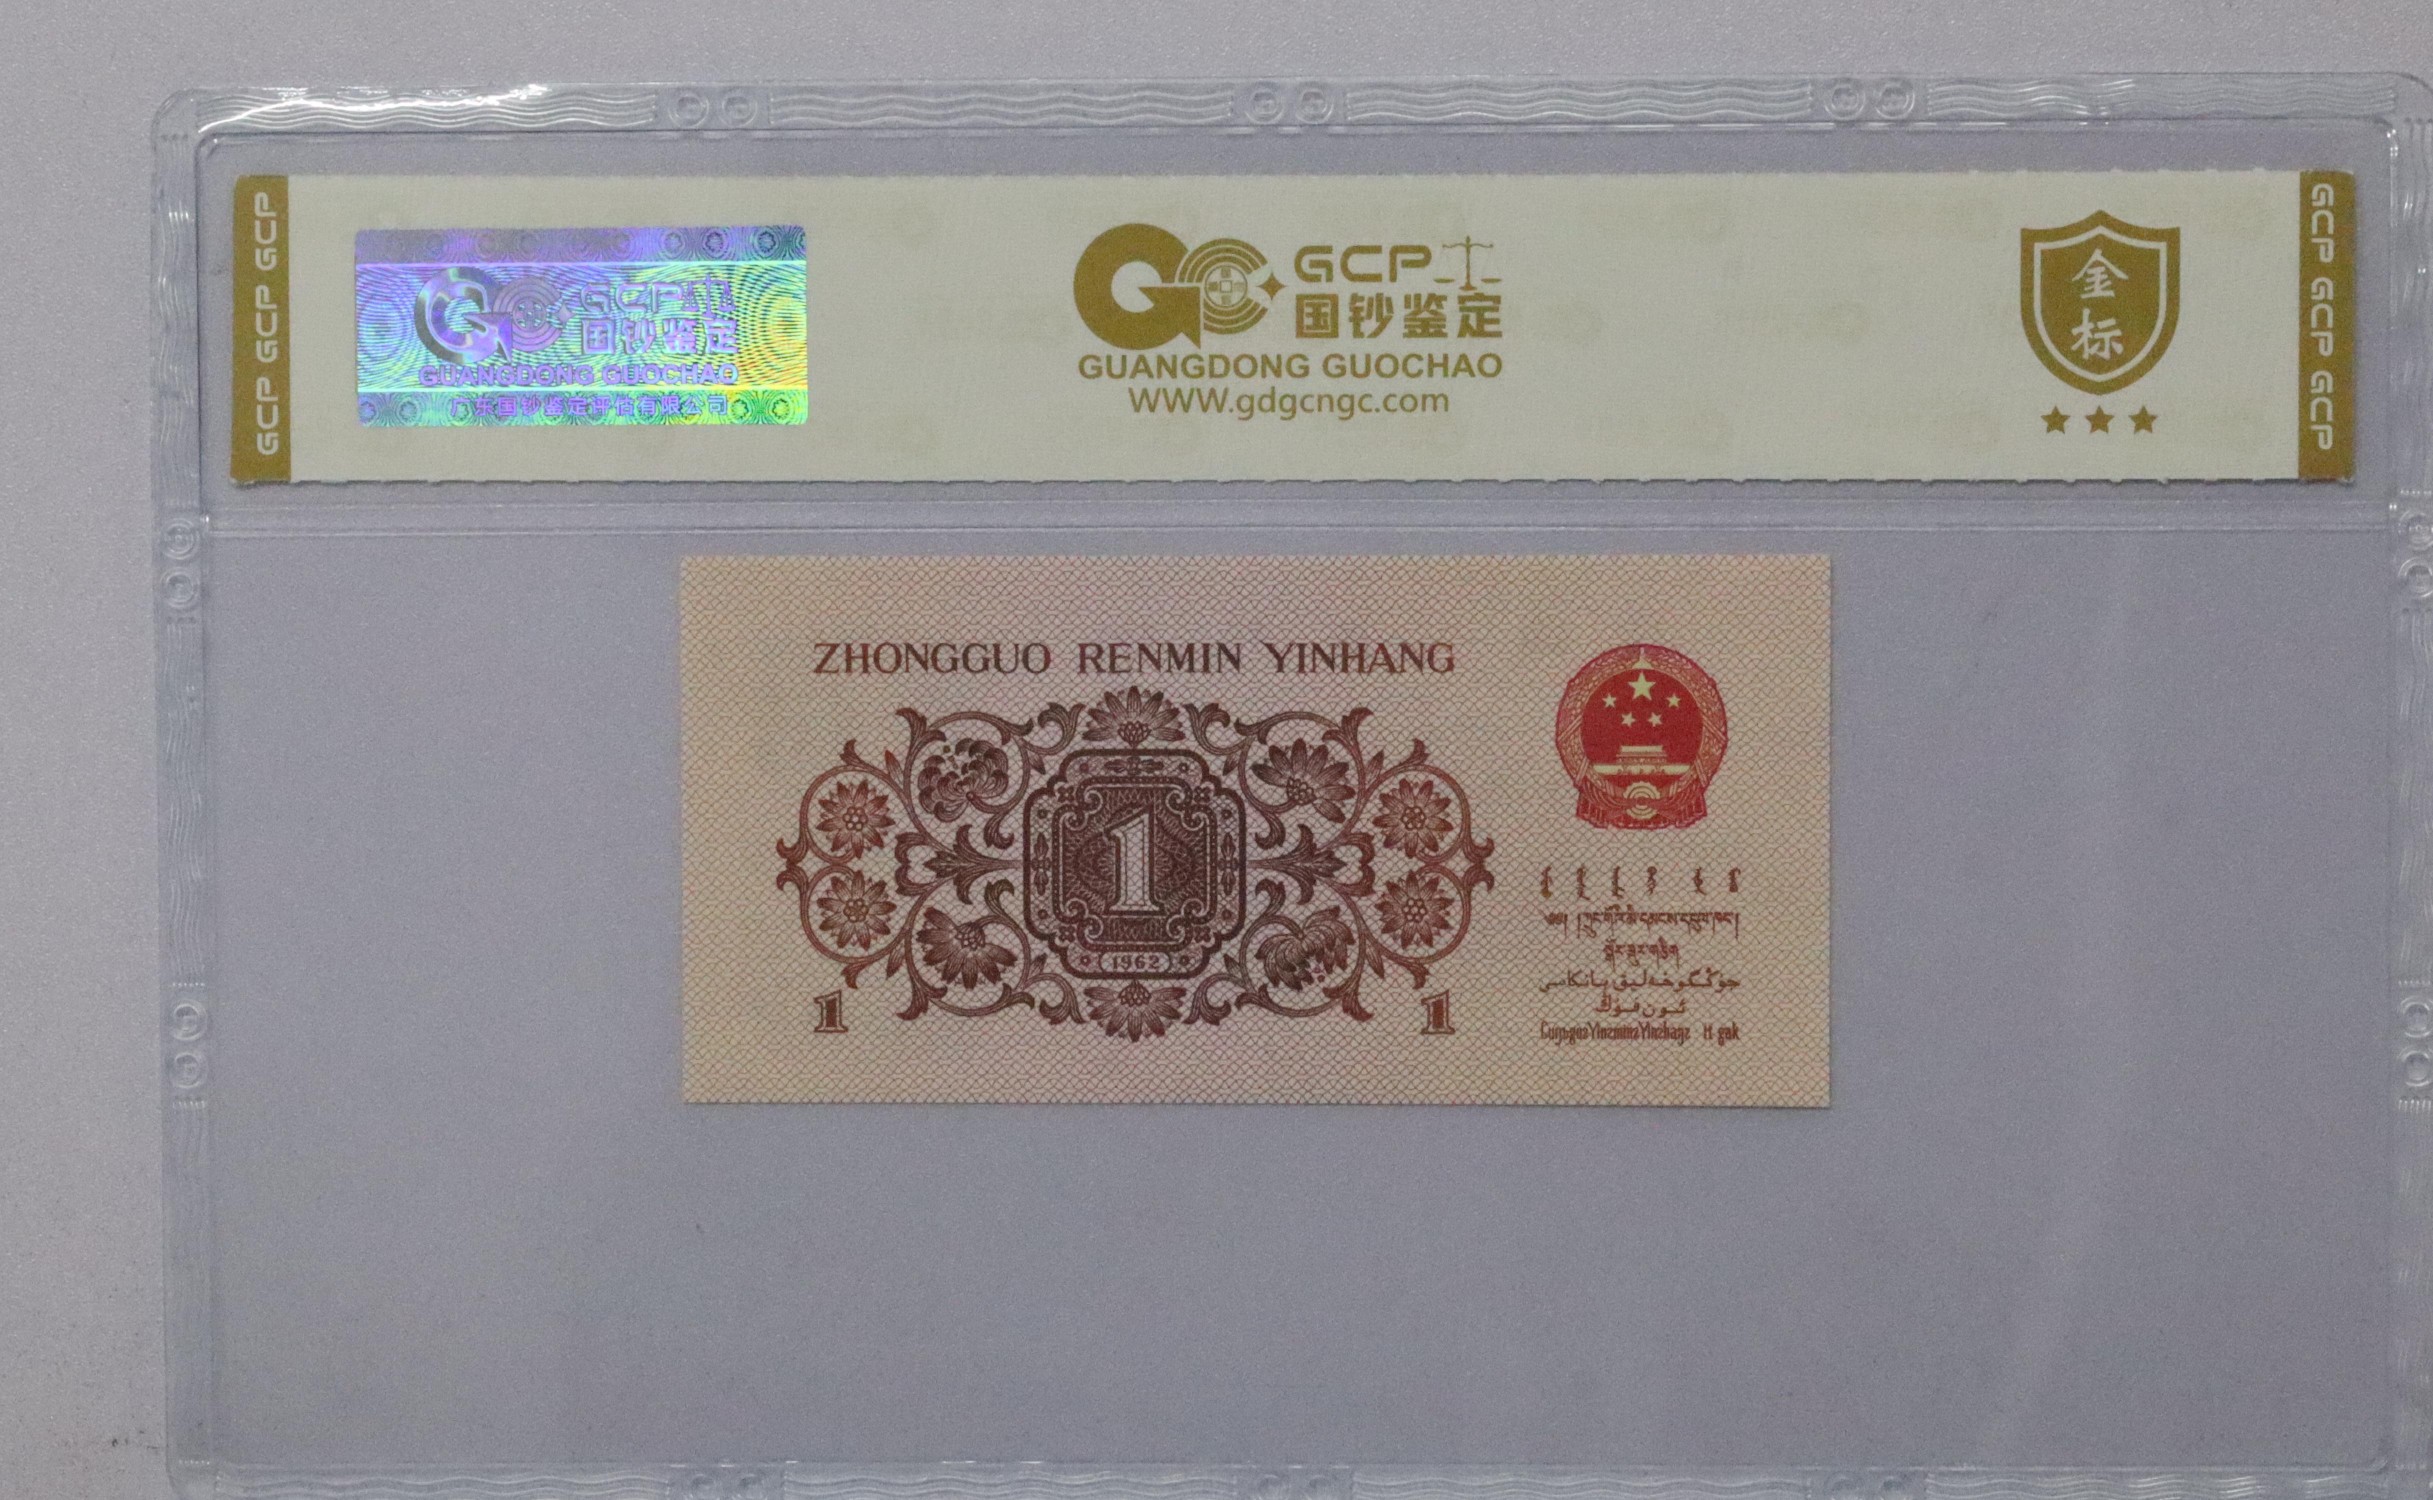 GCP GCP GCP
GCP
国钞鉴定
GUANGDONG GUOCHAO
广东国钞鉴定评估有限公司
GCP
国钞鉴定
GUANGDONG GUOCHAO
WWW.gdgcngc.com
金
标
GCP GCP GCP
ZHONGGUO RENMIN YINHANG
1
1962
1
1